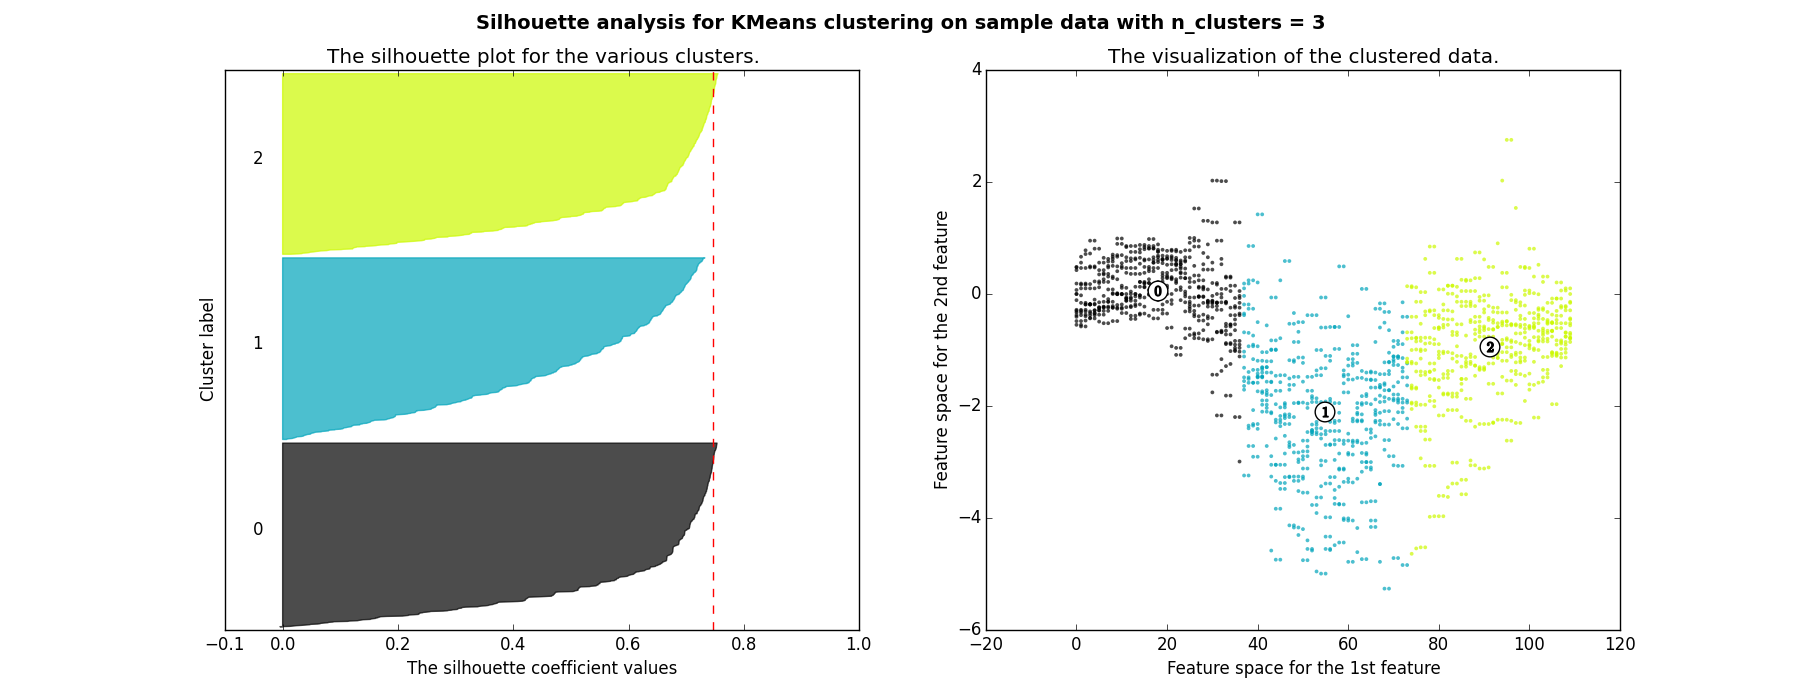 Silhouette analysis for KMeans clustering on sample data with n_clusters = 3
The silhouette plot for the various clusters.
2
1
0
Cluster label
−0.1 0.0 0.2 0.4 0.6 0.8 1.0
The silhouette coefficient values
The visualization of the clustered data.
4
2
0
−2
−4
−6
Feature space for the 2nd feature
0
1
2
−20 0 20 40 60 80 100 120
Feature space for the 1st feature